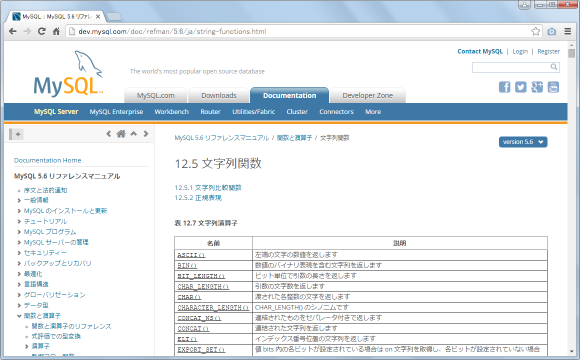 MySQL :: MySQL 5.6 リファ
dev.mysql.com/doc/refman/5.6/ja/string-functions.html
Contact MySQL | Login | Register
MySQL
The world's most popular open source database
MySQL.com
Downloads
Documentation
Developer Zone
MySQL Server
MySQL Enterprise
Workbench
Router
Utilities/Fabric
Cluster
Connectors
More
MySQL 5.6 リファレンスマニュアル / 関数と演算子 / 文字列関数
version 5.6
Documentation Home
MySQL 5.6 リファレンスマニュアル
序文と法的通知
一般情報
MySQL のインストールと更新
チュートリアル
MySQL プログラム
MySQL サーバーの管理
セキュリティー
バックアップとリカバリ
最適化
言語構造
グローバリゼーション
データ型
関数と演算子
関数と演算子のリファレンス
式評価での型変換
演算子
12.5 文字列関数
12.5.1 文字列比較関数
12.5.2 正規表現
表 12.7 文字列演算子
名前 説明
ASCII() 左端の文字の数値を返します
BIN() 数値のバイナリ表現を含む文字列を返します
BIT_LENGTH() ビット単位で引数の長さを返します
CHAR_LENGTH() 引数の文字数を返します
CHAR() 渡された各整数の文字を返します
CHARACTER_LENGTH() CHAR_LENGTH() のシノニムです
CONCAT_WS() 連結されたものをセパレータ付きで返します
CONCAT() 連結された文字列を返します
ELT() インデックス番号位置の文字列を返します
EXPORT_SET() 値 bits 内の各ビットが設定されている場合は on 文字列を取得し、各ビットが設定されていない場合